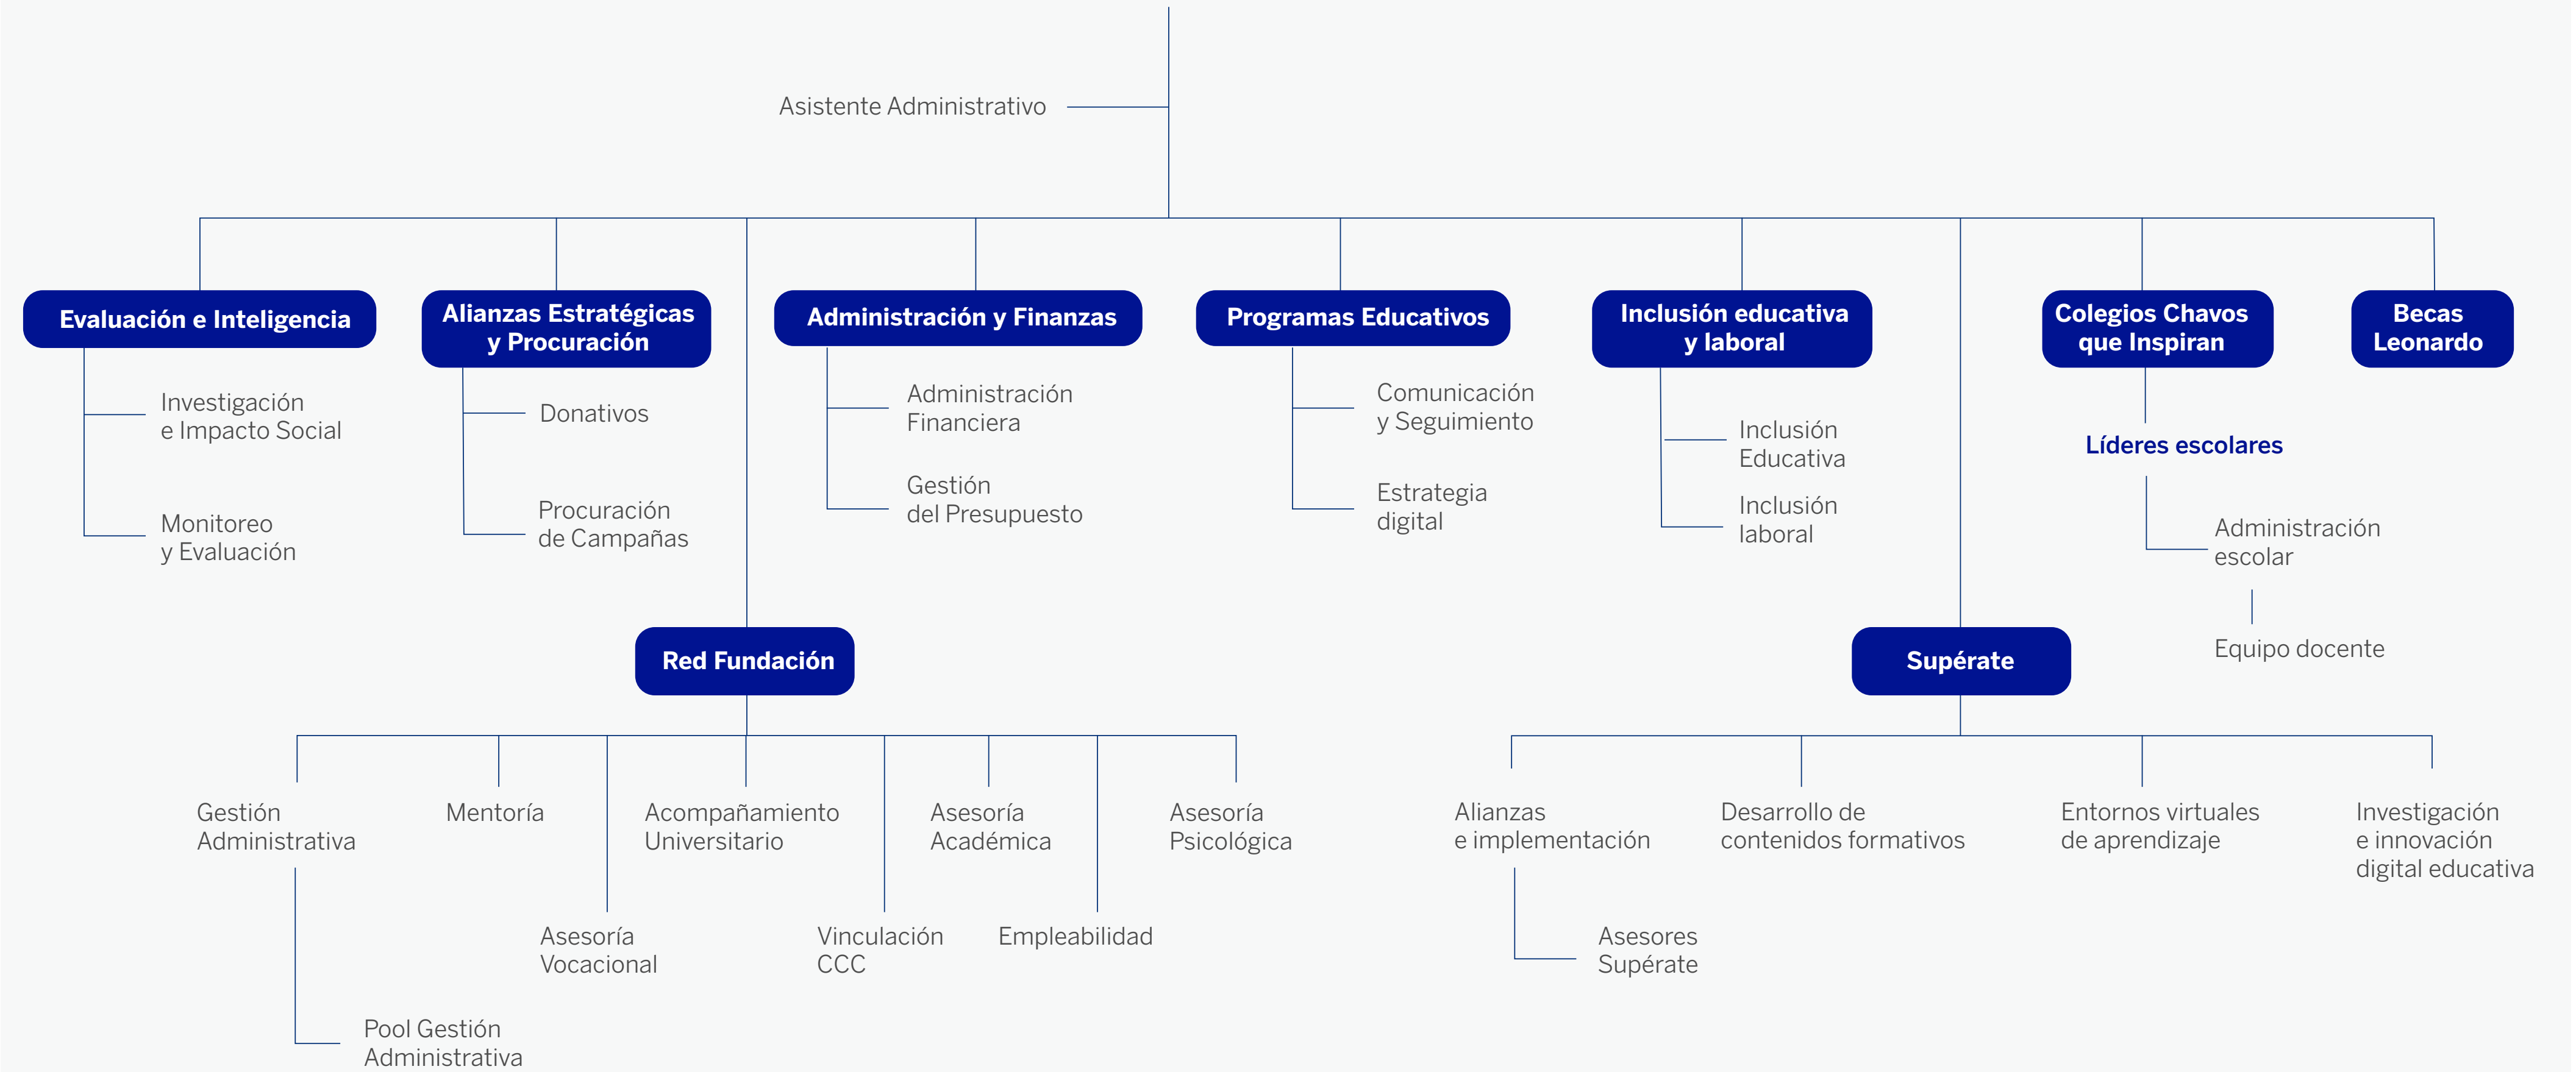 Asistente Administrativo
Evaluación e Inteligencia
Investigación
e Impacto Social
Monitoreo
y Evaluación
Alianzas Estratégicas
y Procuración
Donativos
Procuración
de Campañas
Administración y Finanzas
Administración
Financiera
Gestión
del Presupuesto
Programas Educativos
Comunicación
y Seguimiento
Estrategia
digital
Inclusión educativa
y laboral
Inclusión
Educativa
Inclusión
laboral
Colegios Chavos
que Inspiran
Líderes escolares
Administración
escolar
Equipo docente
Becas
Leonardo
Red Fundación
Gestión
Administrativa
Pool Gestión
Administrativa
Mentoría
Asesoría
Vocacional
Acompañamiento
Universitario
Vinculación
CCC
Asesoría
Académica
Empleabilidad
Asesoría
Psicológica
Supérate
Alianzas
e implementación
Asesores
Supérate
Desarrollo de
contenidos formativos
Entornos virtuales
de aprendizaje
Investigación
e innovación
digital educativa